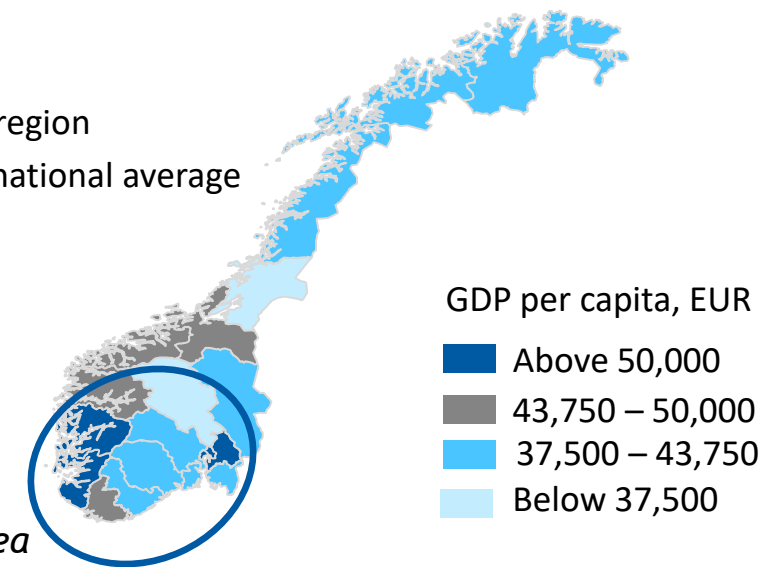 region
national average
GDP per capita, EUR
Above 50,000
43,750 – 50,000
37,500 – 43,750
Below 37,500